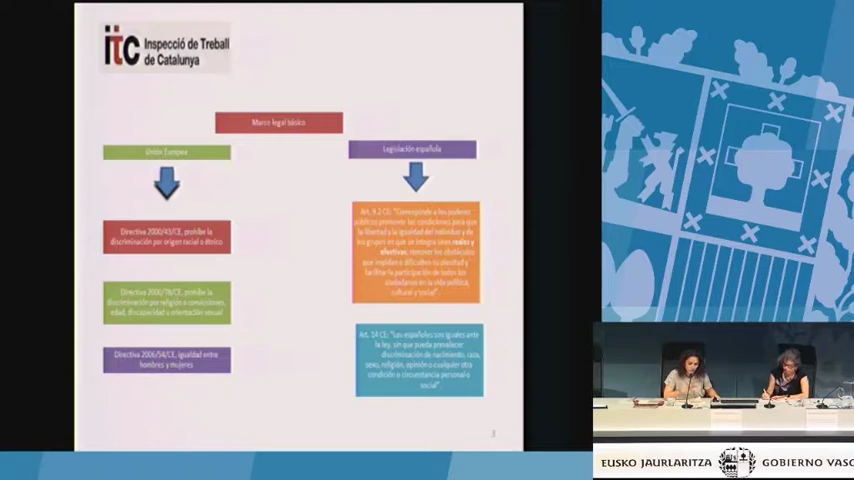 itc Inspecció de Treball
de Catalunya
Marco legal básico
Unión Europea
Directiva 2000/43/CE, prohíbe la
discriminación por origen racial o étnico
Directiva 2000/78/CE, prohíbe la
discriminación por religión o convicciones,
edad, discapacidad u orientación sexual
Directiva 2006/54/CE, igualdad entre
hombres y mujeres
Legislación española
Art. 9.2 CE: "Corresponde a los poderes
públicos promover las condiciones para que
la libertad y la igualdad del individuo y de
los grupos en que se integra sean reales y
efectivas, remover los obstáculos
que impidan o dificulten su plenitud y
facilitar la participación de todos los
ciudadanos en la vida política,
cultural y social".
Art. 14 CE: "Los españoles son iguales ante
la ley, sin que pueda prevalecer
discriminación de nacimiento, raza,
sexo, religión, opinión o cualquier otra
condición o circunstancia personal o
social".
3
EUSKO JAURLARITZA GOBIERNO VASC